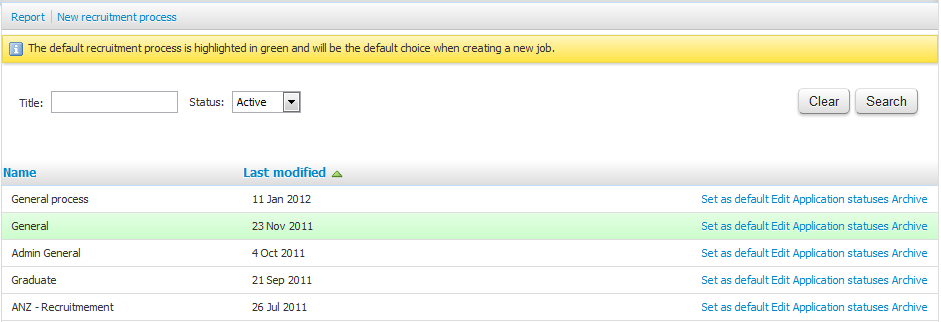 Report New recruitment process
The default recruitment process is highlighted in green and will be the default choice when creating a new job.
Title: Status: Active Clear Search
Name Last modified
General process 11 Jan 2012 Set as default Edit Application statuses Archive
General 23 Nov 2011 Set as default Edit Application statuses Archive
Admin General 4 Oct 2011 Set as default Edit Application statuses Archive
Graduate 21 Sep 2011 Set as default Edit Application statuses Archive
ANZ - Recruitmement 26 Jul 2011 Set as default Edit Application statuses Archive